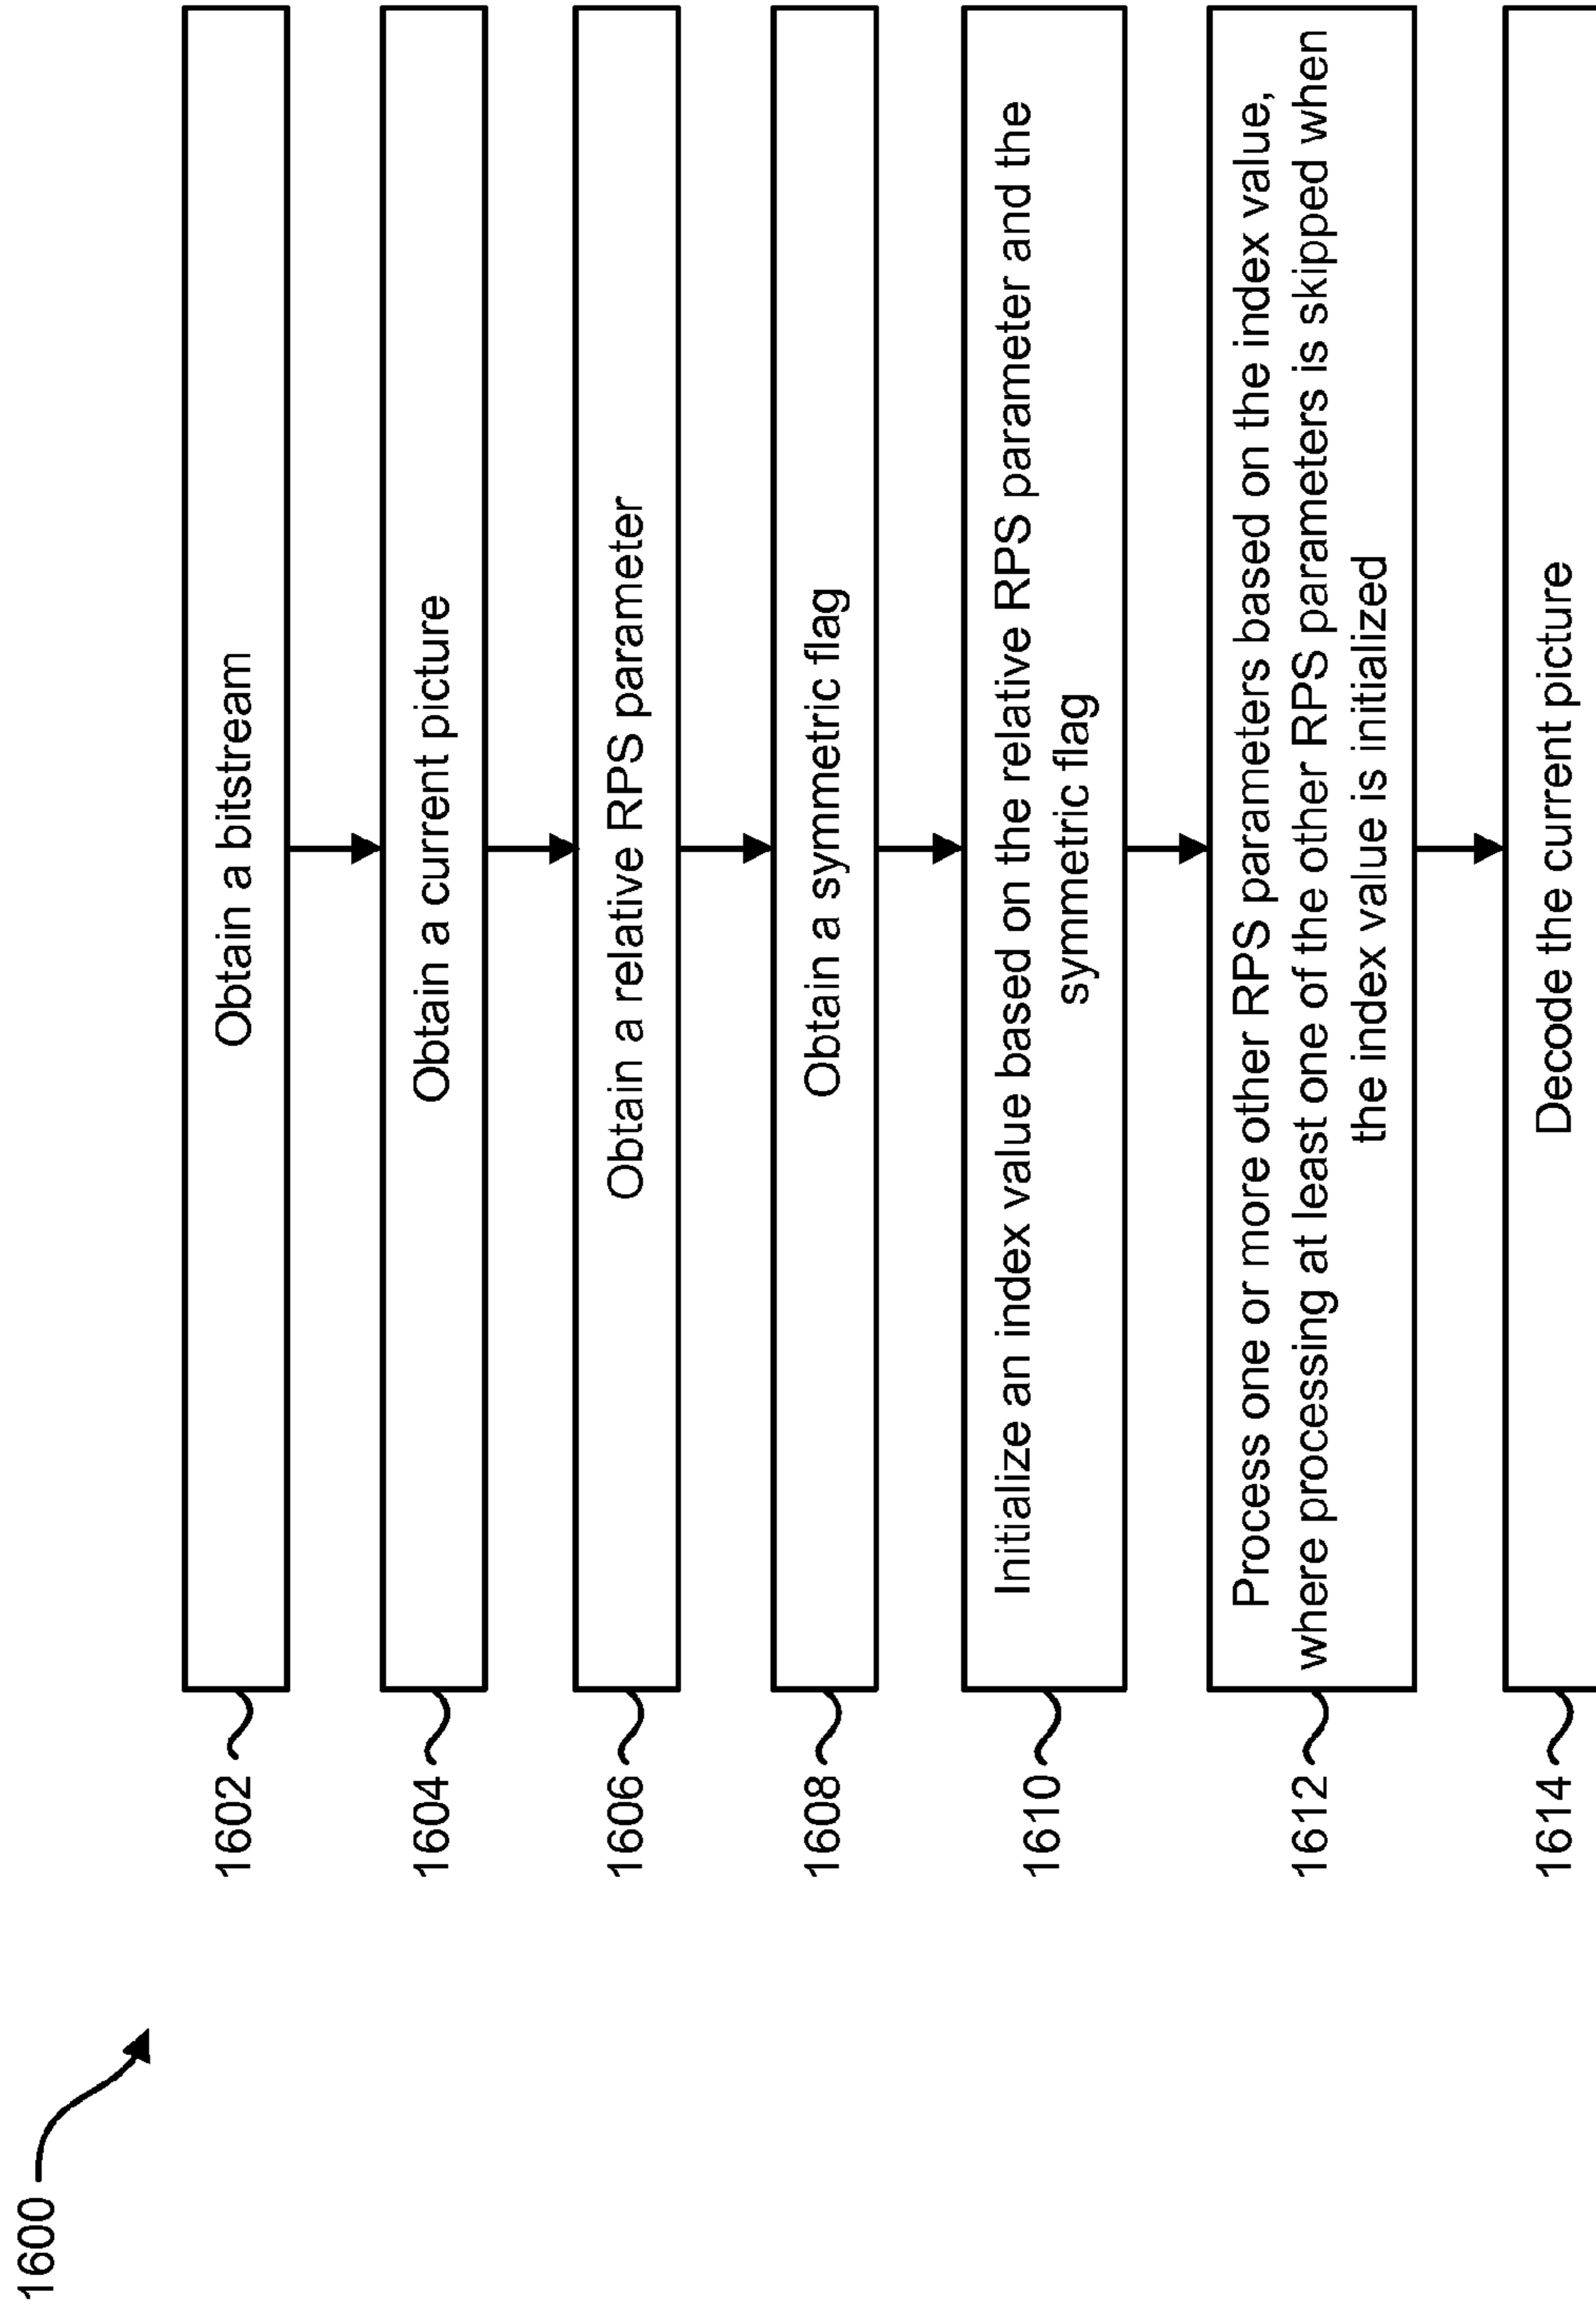 1600
1602
Obtain a bitstream
1604
Obtain a current picture
1606
Obtain a relative RPS parameter
1608
Obtain a symmetric flag
1610
Initialize an index value based on the relative RPS parameter and the
symmetric flag
1612
Process one or more other RPS parameters based on the index value,
where processing at least one of the other RPS parameters is skipped when
the index value is initialized
1614
Decode the current picture